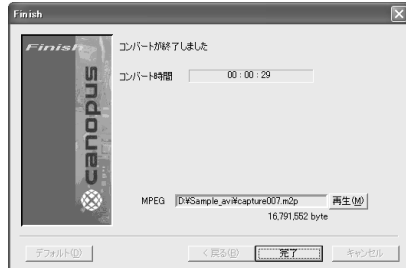 Finish
Finish
canopus
コンバートが終了しました
コンバート時間 00 : 00 : 29
MPEG D:¥Sample_avi¥capture007.m2p 再生(M)
16,791,552 byte
デフォルト(D) < 戻る(B) 完了 キャンセル